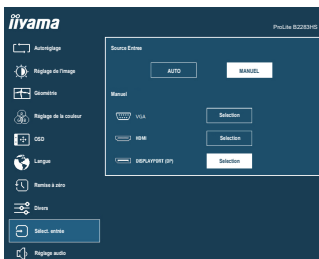 iiyama
ProLite B2283HS
Autoréglage
Réglage de l'image
Géométrie
Réglage de la couleur
OSD
Langue
Remise à zéro
Divers
Sélect. entrée
Réglage audio
Source Entrée
AUTO
MANUEL
Manuel
VGA
Selection
HDMI
Selection
DISPLAYPORT (DP)
Selection